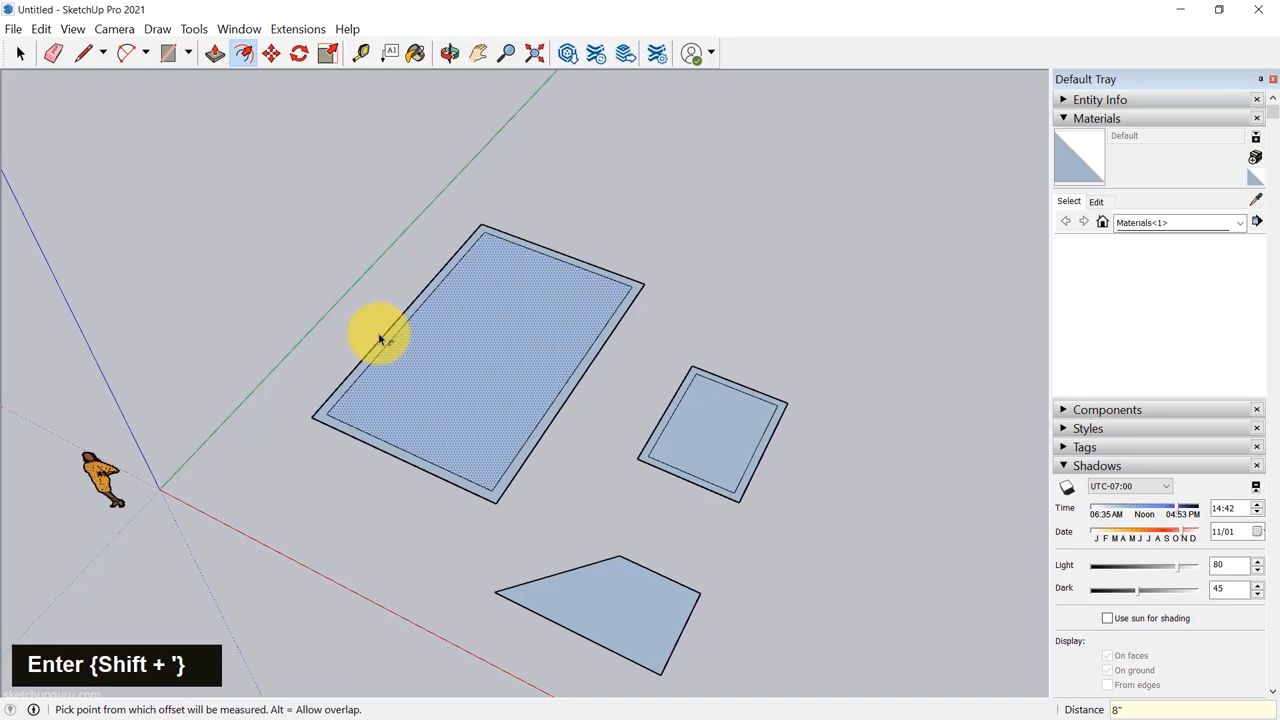 Untitled - SketchUp Pro 2021
File Edit View Camera Draw Tools Window Extensions Help
A1
Default Tray
Entity Info
Materials
Default
Select Edit
Materials<1>
Components
Styles
Tags
Shadows
UTC-07:00
Time 06:35 AM Noon 04:53 PM 14:42
Date J F M A M J J A S O N D 11/01
Light 80
Dark 45
Use sun for shading
Display:
On faces
On ground
From edges
Enter {Shift + '}
sketchupguru.com
Pick point from which offset will be measured. Alt = Allow overlap.
Distance 8"